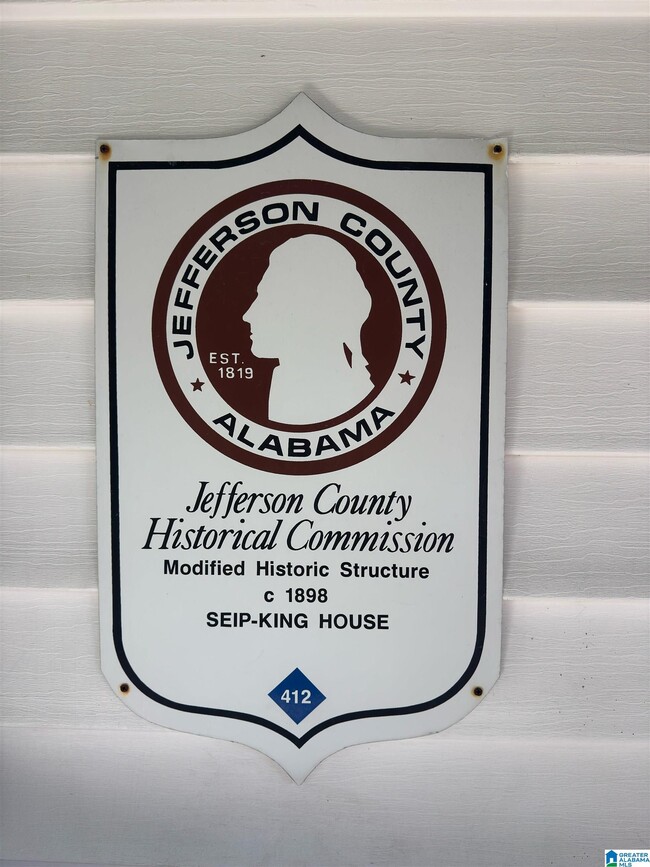 JEFFERSON COUNTY
EST.
1819
ALABAMA
Jefferson County
Historical Commission
Modified Historic Structure
c 1898
SEIP-KING HOUSE
412
GREATER
ALABAMA
MLS